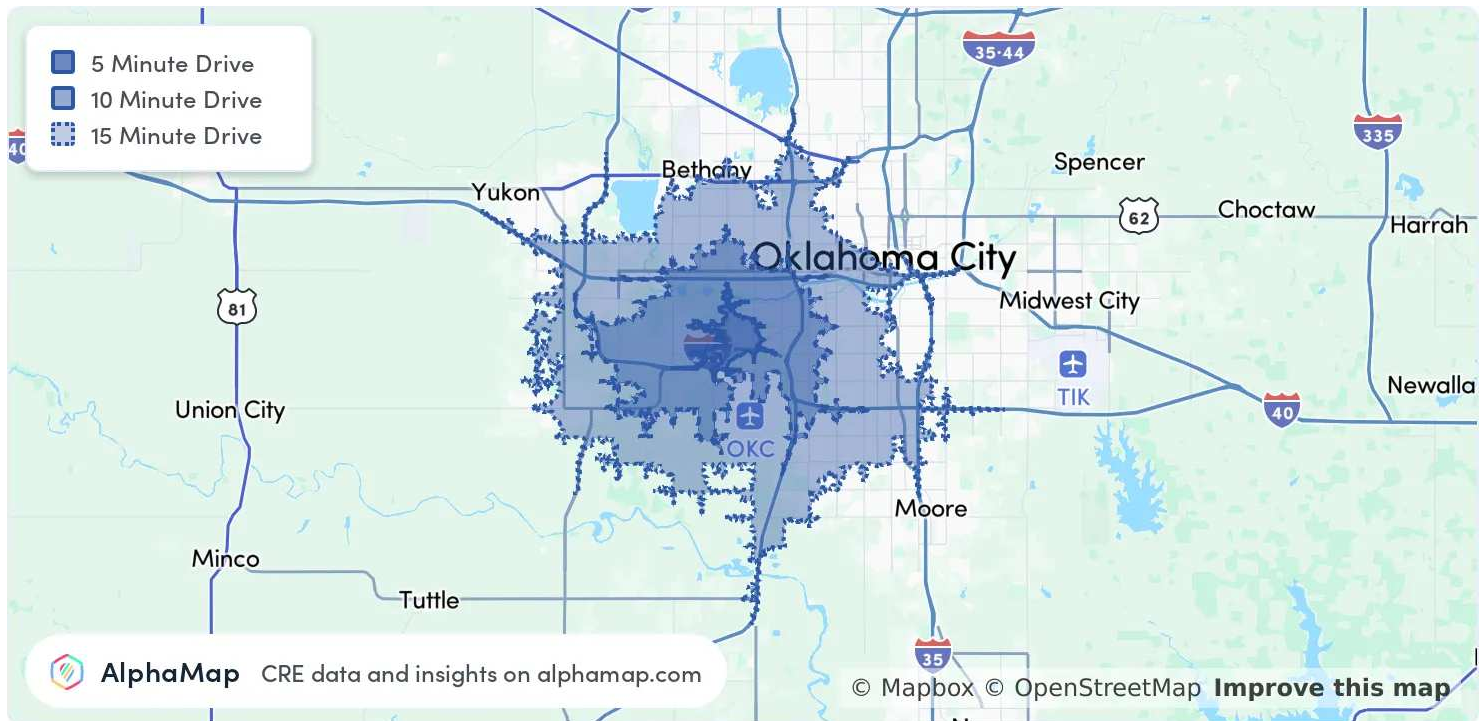 5 Minute Drive
10 Minute Drive
15 Minute Drive
40
35·44
335
Bethany
Spencer
Yukon
62
Choctaw
Harrah
Oklahoma City
81
Midwest City
TIK
Newalla
Union City
40
OKC
Moore
Minco
Tuttle
35
AlphaMap CRE data and insights on alphamap.com
© Mapbox © OpenStreetMap Improve this map